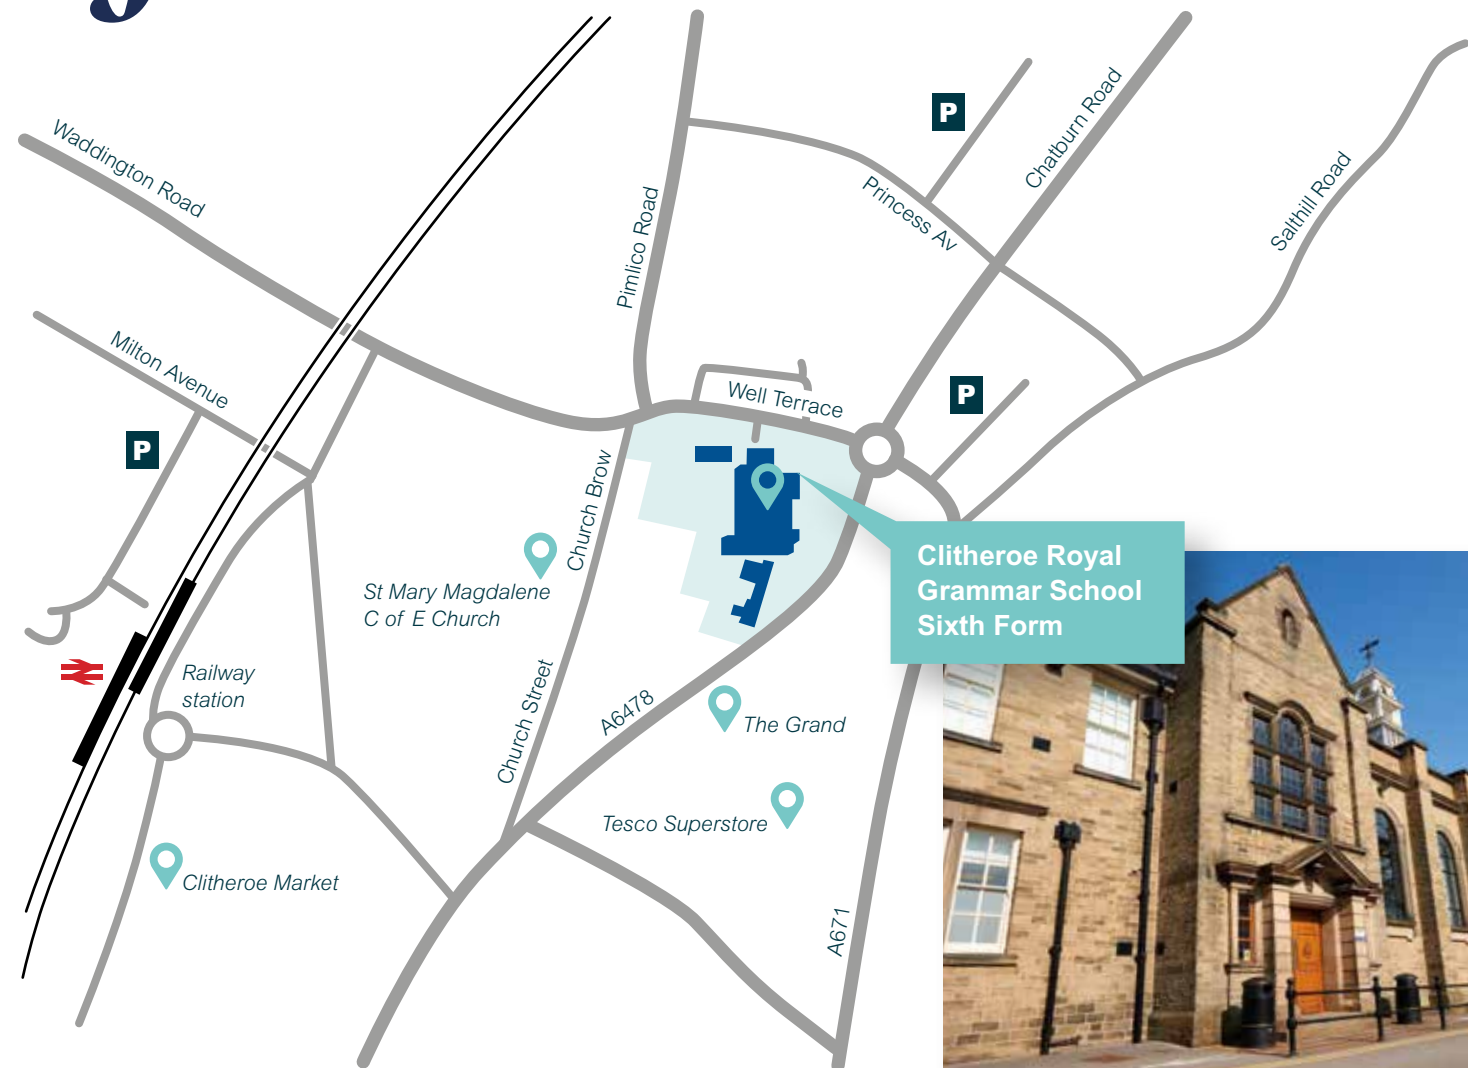 P
Chatburn Road
Waddington Road
Salthill Road
Princess Av
Pimlico Road
Milton Avenue
Well Terrace
P
P
Church Brow
Clitheroe Royal
Grammar School
Sixth Form
St Mary Magdalene
C of E Church
Railway
station
Church Street
A6478
The Grand
Tesco Superstore
Clitheroe Market
A671